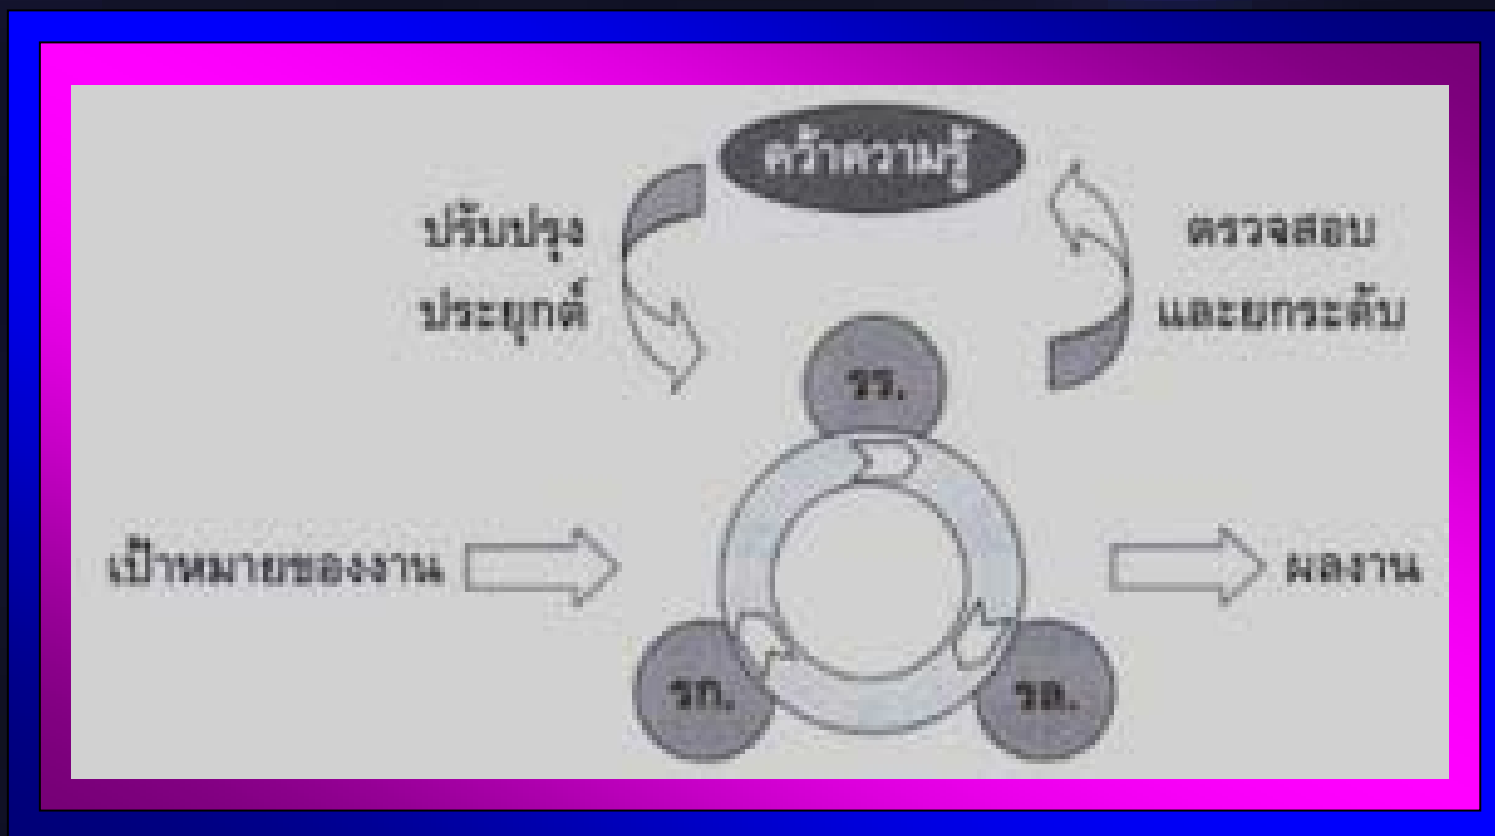 คว้าความรู้
ปรับปรุง
ประยุกต์
ตรวจสอบ
และยกระดับ
รร.
เป้าหมายของงาน
ผลงาน
รก.
รล.